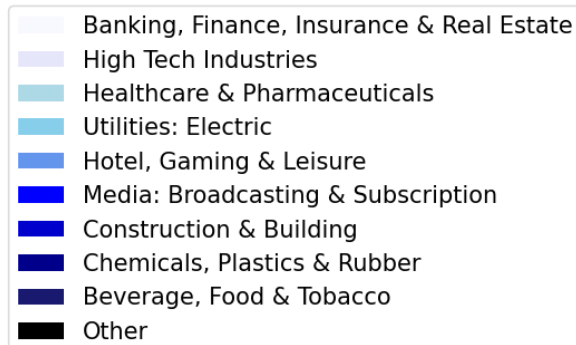 Banking, Finance, Insurance & Real Estate
High Tech Industries
Healthcare & Pharmaceuticals
Utilities: Electric
Hotel, Gaming & Leisure
Media: Broadcasting & Subscription
Construction & Building
Chemicals, Plastics & Rubber
Beverage, Food & Tobacco
Other